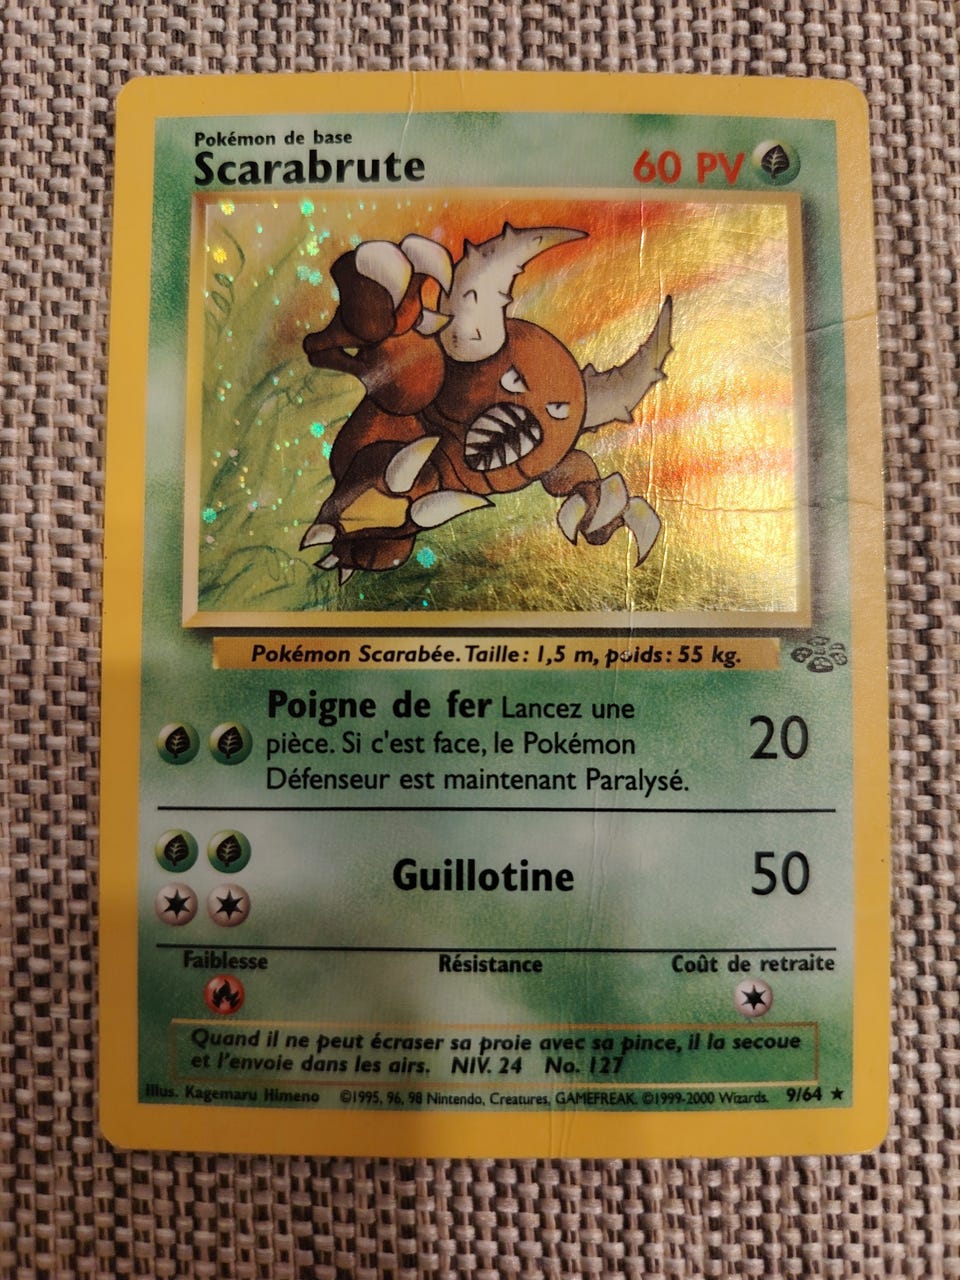 Pokémon de base
Scarabrute 60 PV
Pokémon Scarabée. Taille: 1,5 m, poids: 55 kg.
Poigne de fer Lancez une
pièce. Si c'est face, le Pokémon
Défenseur est maintenant Paralysé.
20
Guillotine 50
Faiblesse Résistance Coût de retraite
Quand il ne peut écraser sa proie avec sa pince, il la secoue
et l'envoie dans les airs. NIV. 24 No. 127
Illus. Kagemaru Himeno ©1995, 96, 98 Nintendo, Creatures, GAMEFREAK. ©1999-2000 Wizards. 9/64 ★